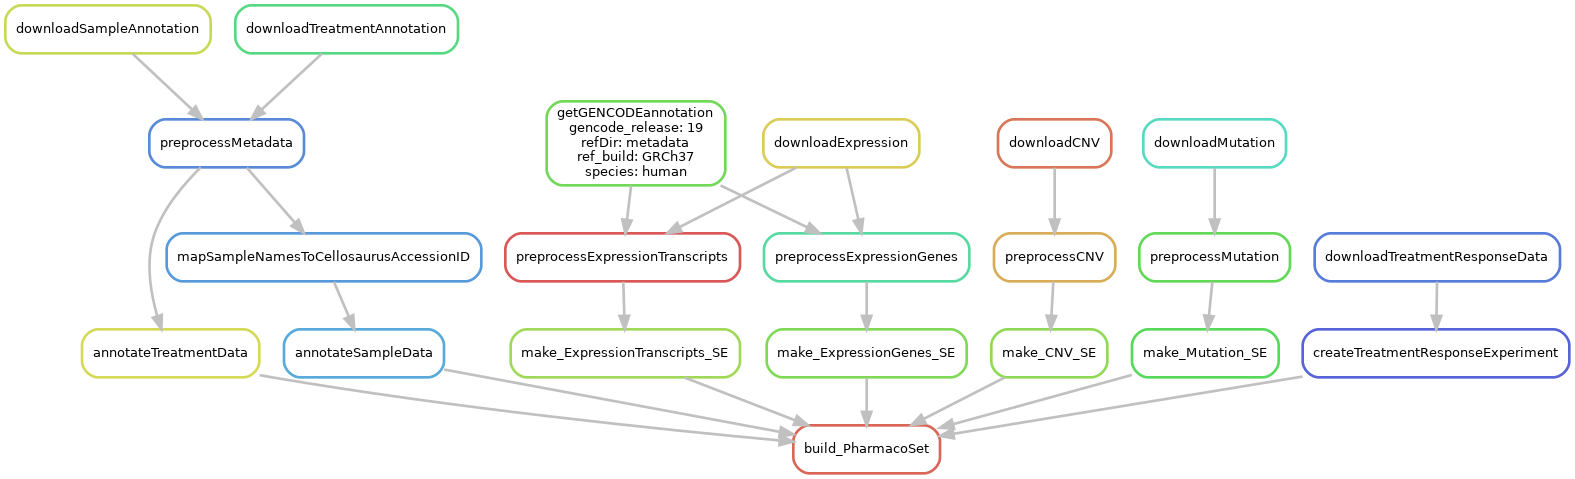 downloadSampleAnnotation
downloadTreatmentAnnotation
preprocessMetadata
getGENCODEannotation
gencode_release: 19
refDir: metadata
ref_build: GRCh37
species: human
downloadExpression
downloadCNV
downloadMutation
mapSampleNamesToCellosaurusAccessionID
preprocessExpressionTranscripts
preprocessExpressionGenes
preprocessCNV
preprocessMutation
downloadTreatmentResponseData
annotateTreatmentData
annotateSampleData
make_ExpressionTranscripts_SE
make_ExpressionGenes_SE
make_CNV_SE
make_Mutation_SE
createTreatmentResponseExperiment
build_PharmacoSet